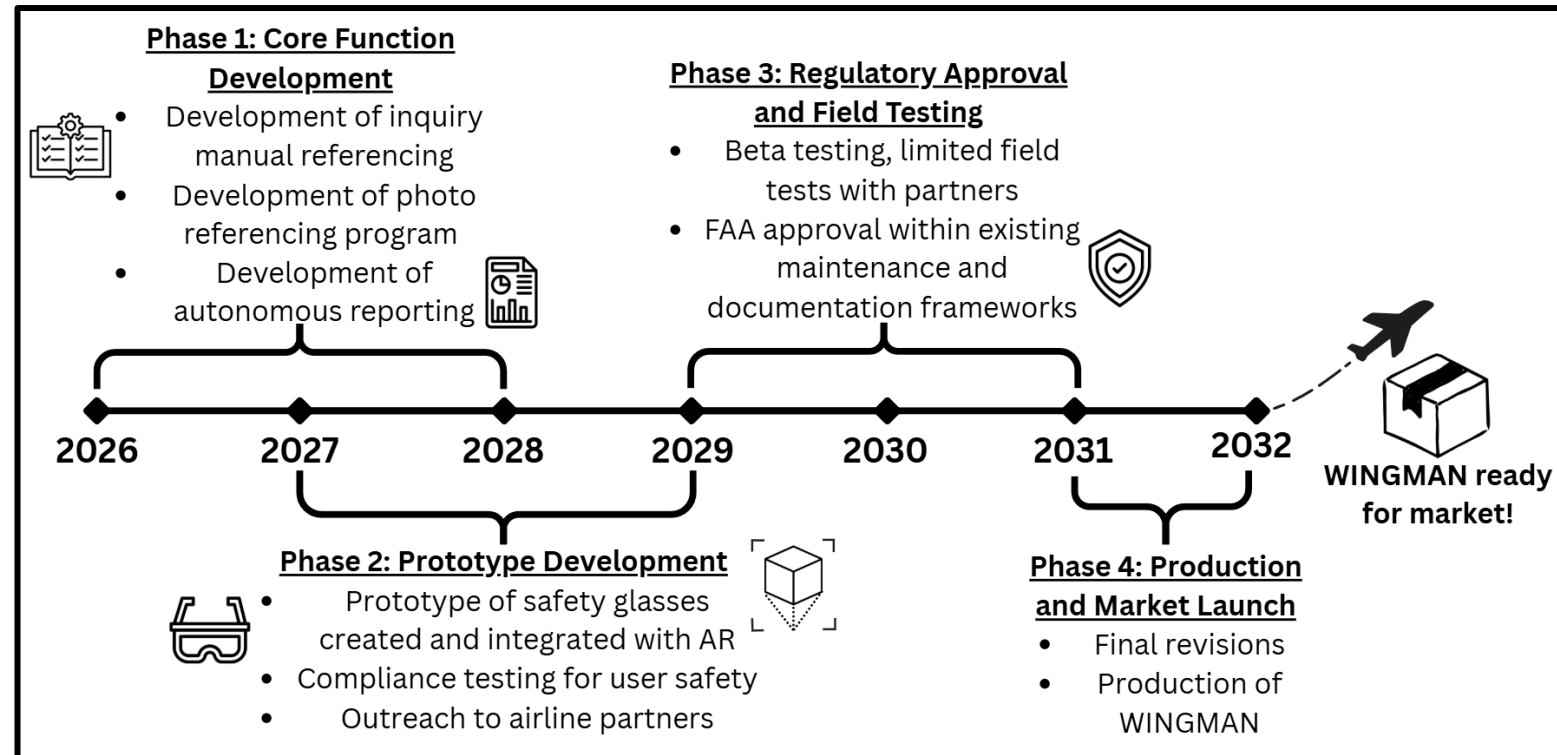 Phase 1: Core Function
Development
• Development of inquiry
manual referencing
• Development of photo
referencing program
• Development of
autonomous reporting
Phase 3: Regulatory Approval
and Field Testing
• Beta testing, limited field
tests with partners
• FAA approval within existing
maintenance and
documentation frameworks
2026
2027
2028
2029
2030
2031
2032
WINGMAN ready
for market!
Phase 2: Prototype Development
• Prototype of safety glasses
created and integrated with AR
• Compliance testing for user safety
• Outreach to airline partners
Phase 4: Production
and Market Launch
• Final revisions
• Production of
WINGMAN